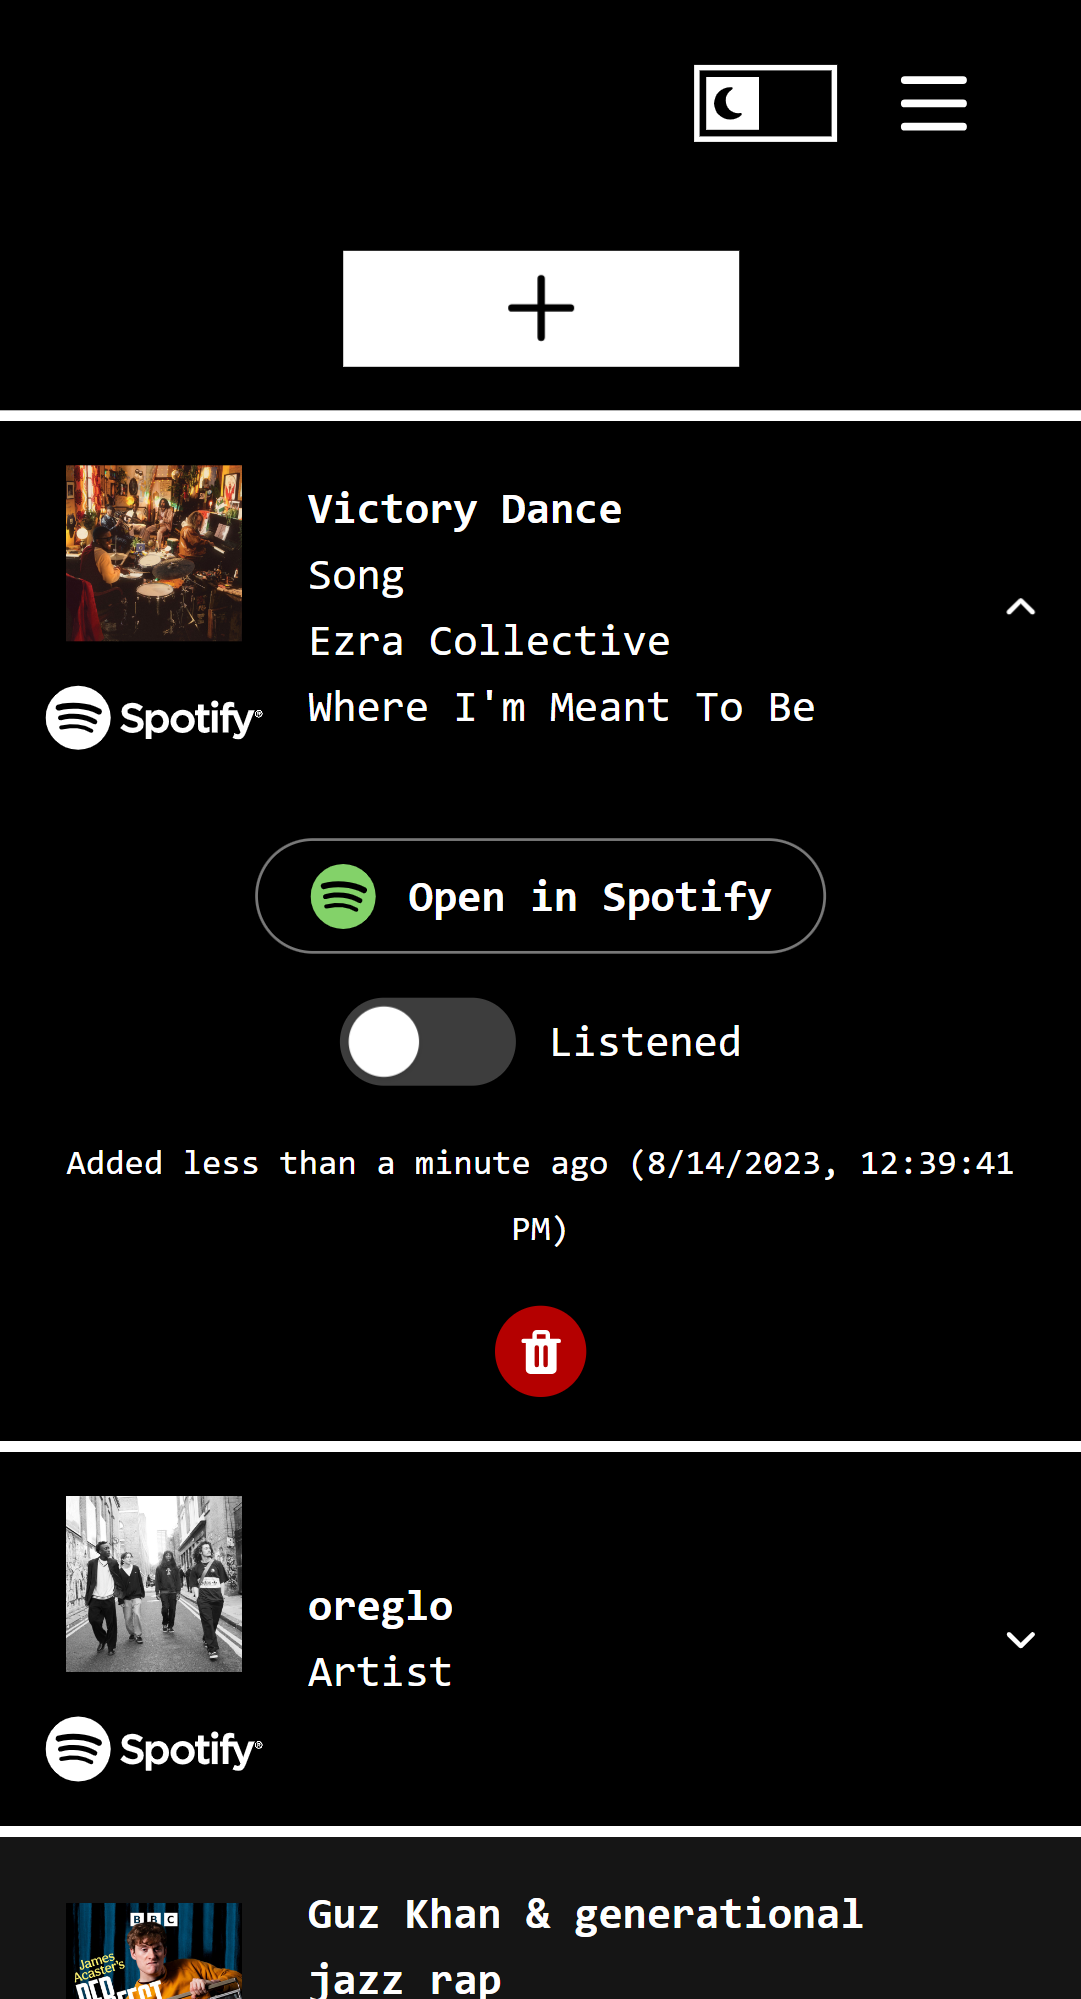 Victory Dance
Song
Ezra Collective
Where I'm Meant To Be
Spotify®
Open in Spotify
Listened
Added less than a minute ago (8/14/2023, 12:39:41
PM)
oreglo
Artist
Spotify®
Guz Khan & generational
jazz rap
BBC
James
Acaster's
PERFECT